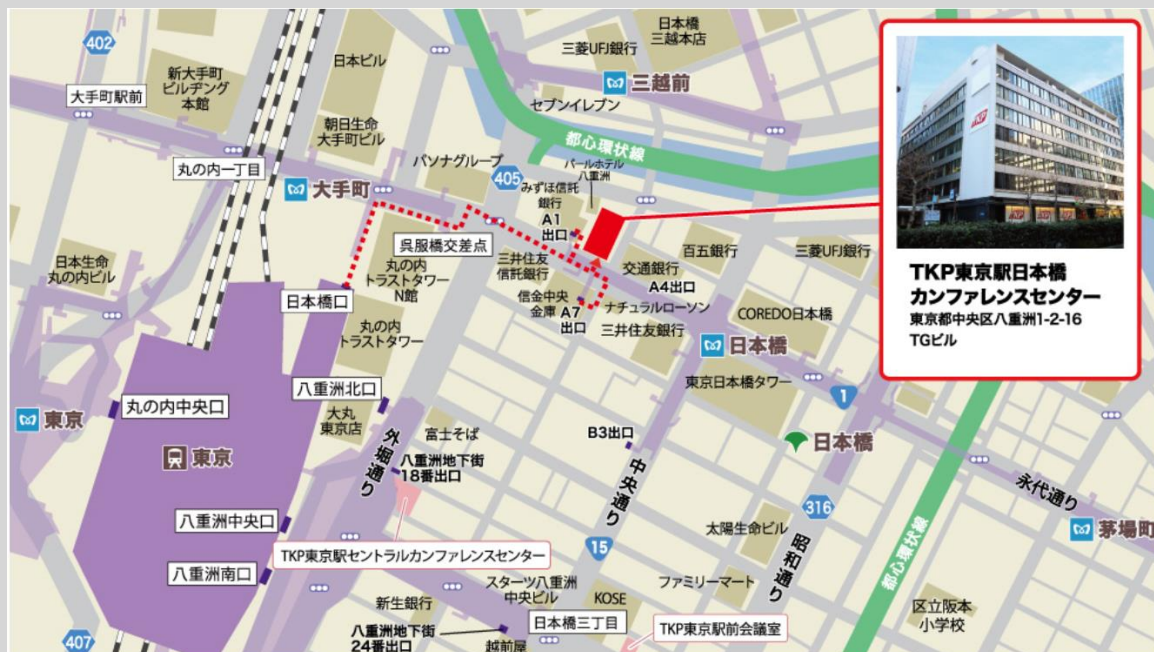 402
新大手町
ビルヂング
本館
大手町駅前
丸の内一丁目
日本ビル
朝日生命
大手町ビル
大手町
パソナグループ
405
三菱UFJ銀行
日本橋
三越本店
三越前
セブンイレブン
都心環状線
パールホテル
八重洲
みずほ信託
銀行
A1
出口
呉服橋交差点
三井住友
信託銀行
信金中央
金庫
A7
出口
百五銀行
三菱UFJ銀行
交通銀行
A4出口
ナチュラルローソン
三井住友銀行
COREDO日本橋
日本橋
東京日本橋タワー
1
日本橋
日本生命
丸の内ビル
日本橋口
丸の内
トラストタワー
N館
丸の内
トラストタワー
八重洲北口
大丸
東京店
丸の内中央口
東京
東京
外堀通り
富士そば
八重洲地下街
18番出口
B3出口
中央通り
八重洲中央口
八重洲南口
TKP東京駅セントラルカンファレンスセンター
15
316
昭和通り
太陽生命ビル
永代通り
茅場町
都心環状線
スターツ八重洲
中央ビル
KOSE
ファミリーマート
新生銀行
日本橋三丁目
TKP東京駅前会議室
八重洲地下街
24番出口
越前屋
407
区立阪本
小学校
TKP
TKP東京駅日本橋
カンファレンスセンター
東京都中央区八重洲1-2-16
TGビル